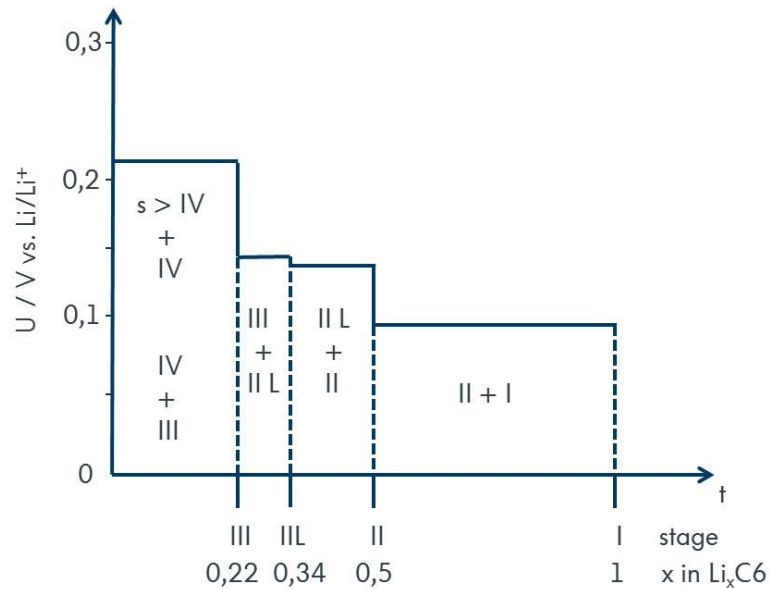 0,3
0,2
0,1
0
U / V vs. Li/Li⁺
s > IV
+
IV
IV
+
III
III
+
II L
II L
+
II
II + I
t
III IIL II I stage
0,22 0,34 0,5 1 x in LiₓC6